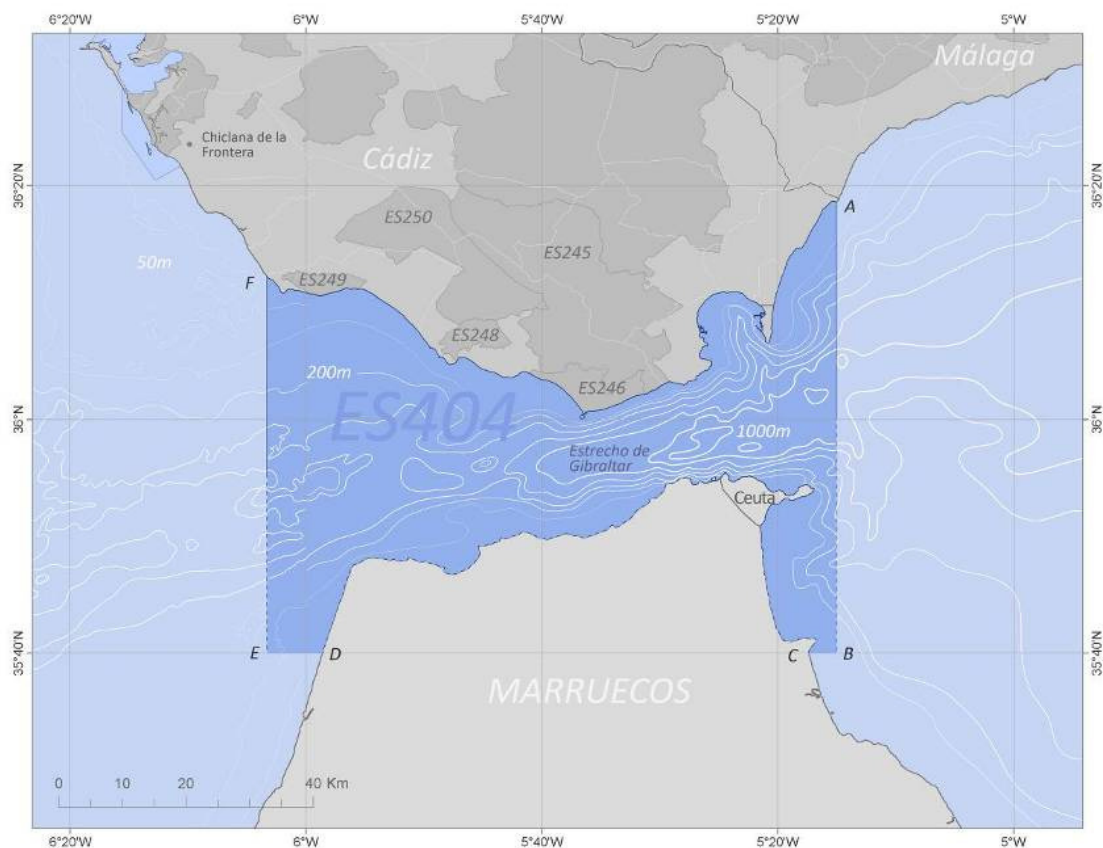 6°20'W 6°W 5°40'W 5°20'W 5°W
Málaga
Chiclana de la
Frontera
Cádiz
36°20'N 36°20'N
A
ES250
ES245
50m
F
ES249
ES248
200m
ES246
ES404
36°N 36°N
1000m
Estrecho de
Gibraltar
Ceuta
35°40'N 35°40'N
E D C B
MARRUECOS
0 10 20 40 Km
6°20'W 6°W 5°40'W 5°20'W 5°W